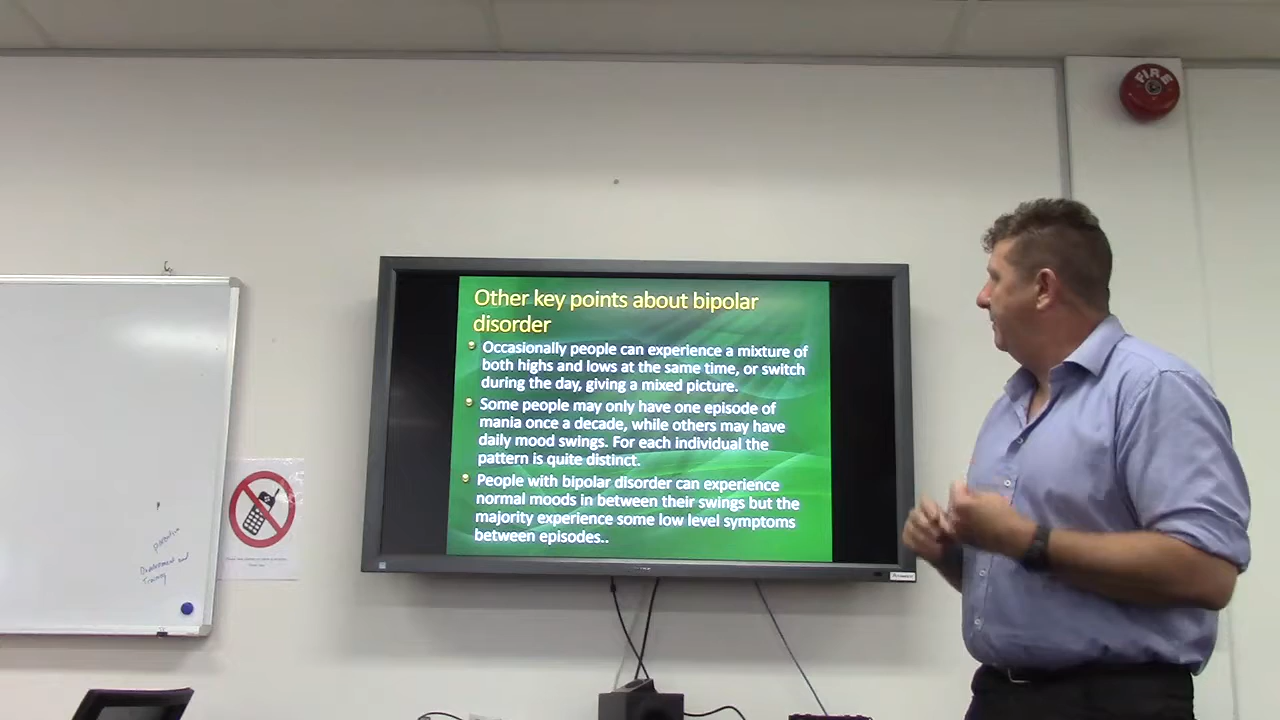 FIRE
Other key points about bipolar
disorder
Occasionally people can experience a mixture of
both highs and lows at the same time, or switch
during the day, giving a mixed picture.
Some people may only have one episode of
mania once a decade, while others may have
daily mood swings. For each individual the
pattern is quite distinct.
People with bipolar disorder can experience
normal moods in between their swings but the
majority experience some low level symptoms
between episodes..
Development and
Training